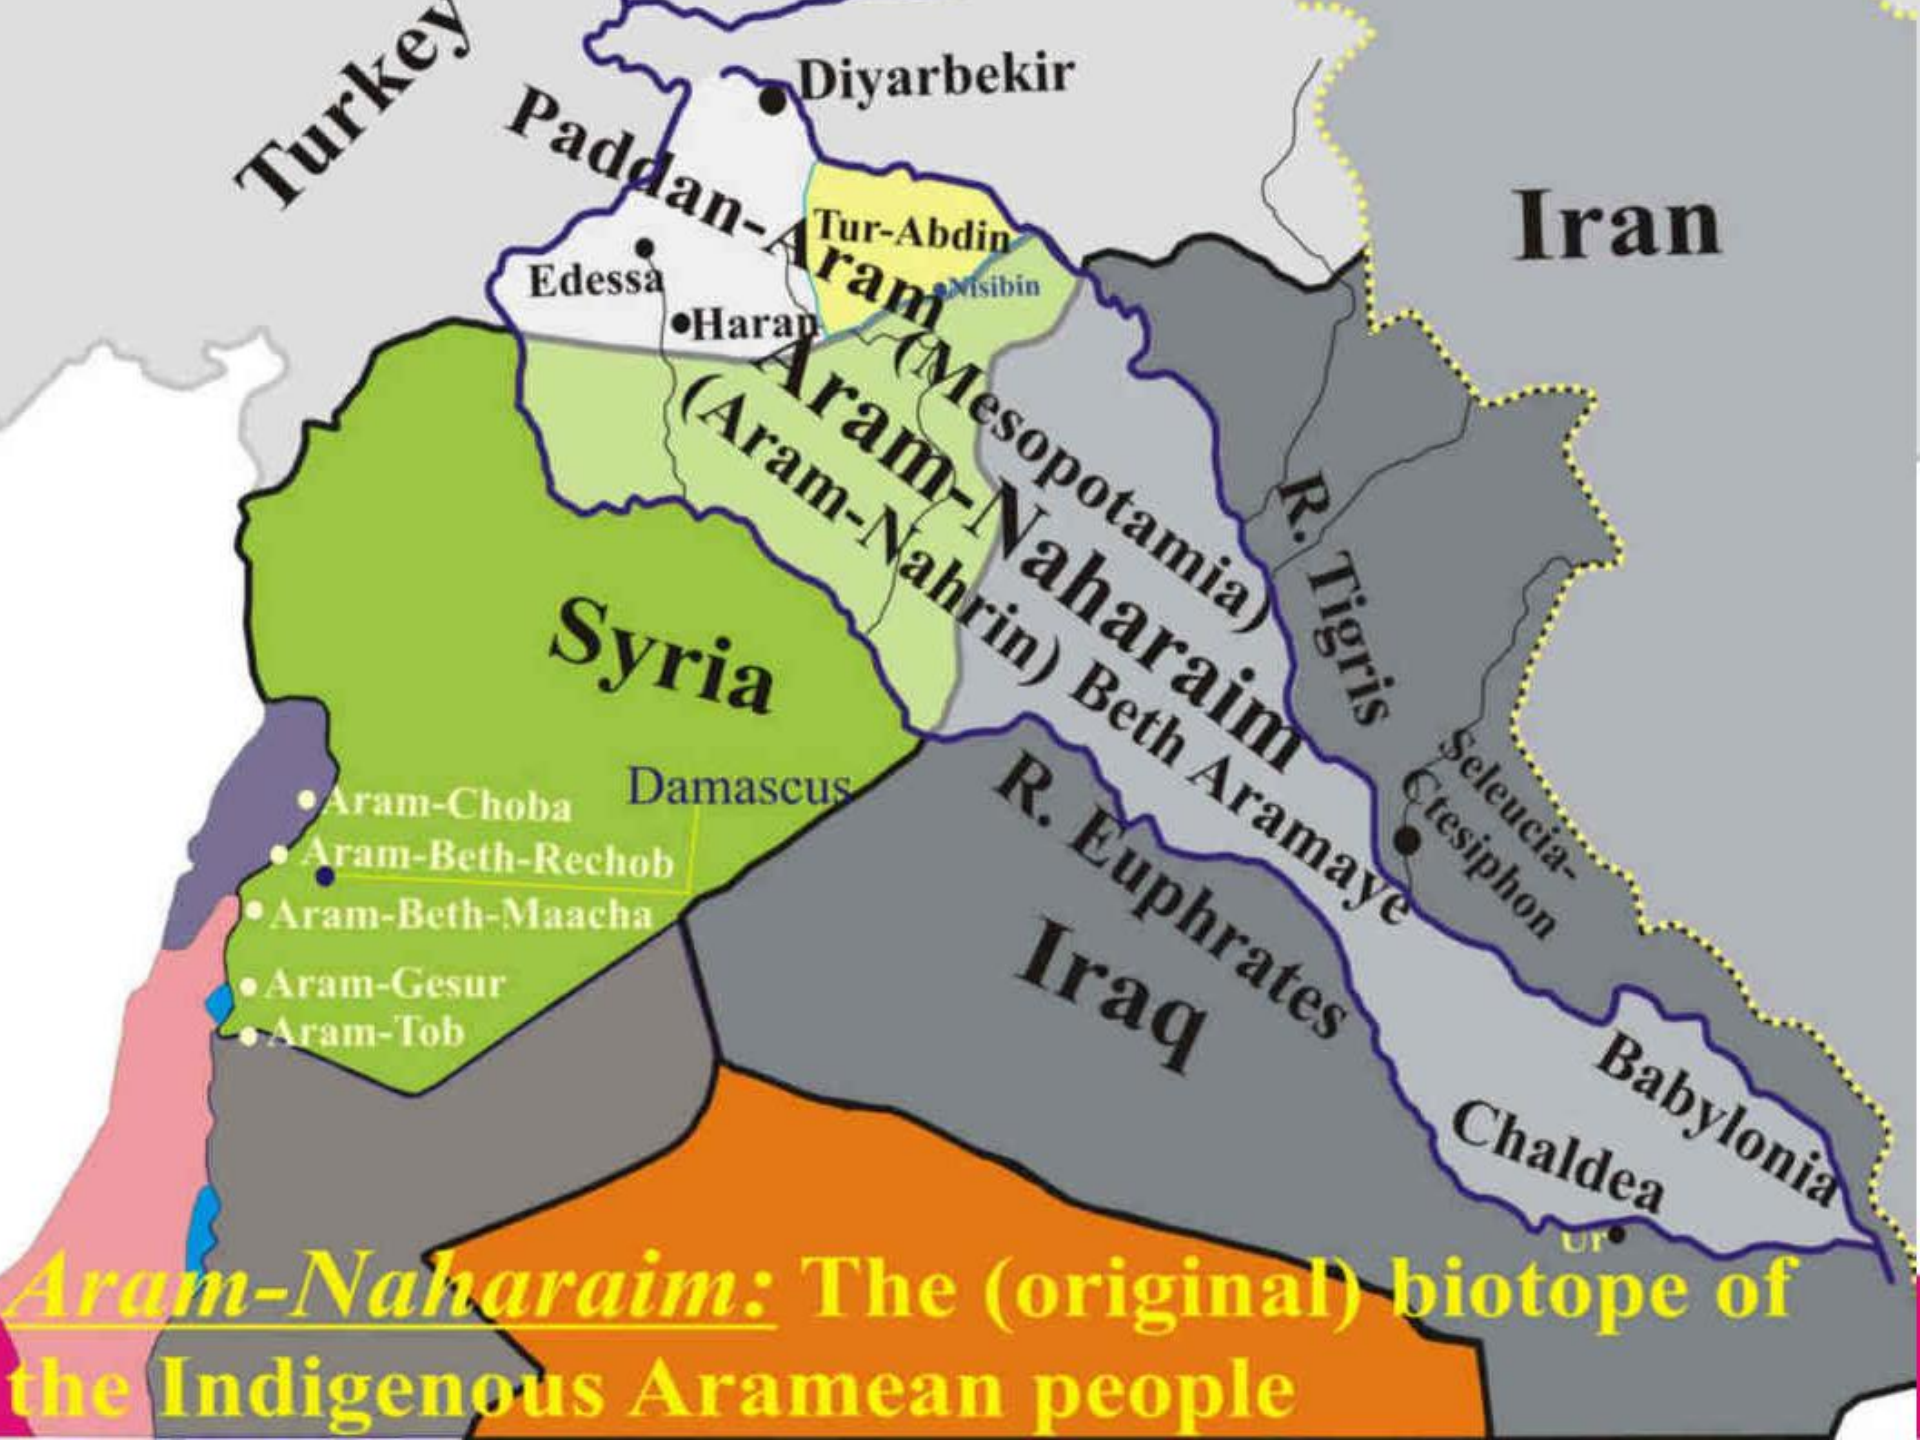 Turkey
Diyarbekir
Paddan-Aram
Iran
Tur-Abdin
Edessa
Nisibin
Haran
(Mesopotamia)
Aram-Naharaim
(Aram-Nahrin) Beth Aramaye
R. Tigris
Syria
Seleucia-
Ctesiphon
Damascus
R. Euphrates
Aram-Choba
Aram-Beth-Rechob
Aram-Beth-Maacha
Iraq
Aram-Gesur
Aram-Tob
Babylonia
Chaldea
Ur
Aram-Naharaim: The (original) biotope of
the Indigenous Aramean people